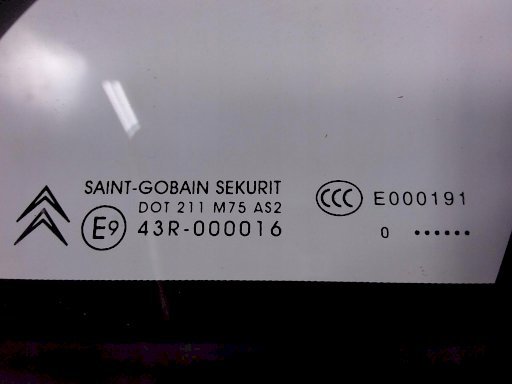 SAINT-GOBAIN SEKURIT
DOT 211 M75 AS2
E9 43R-000016
CCC E000191
0 ••••••